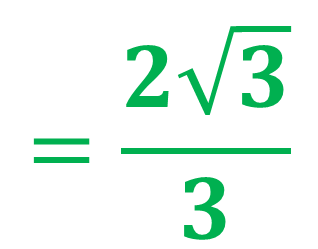 = 2√3 / 3